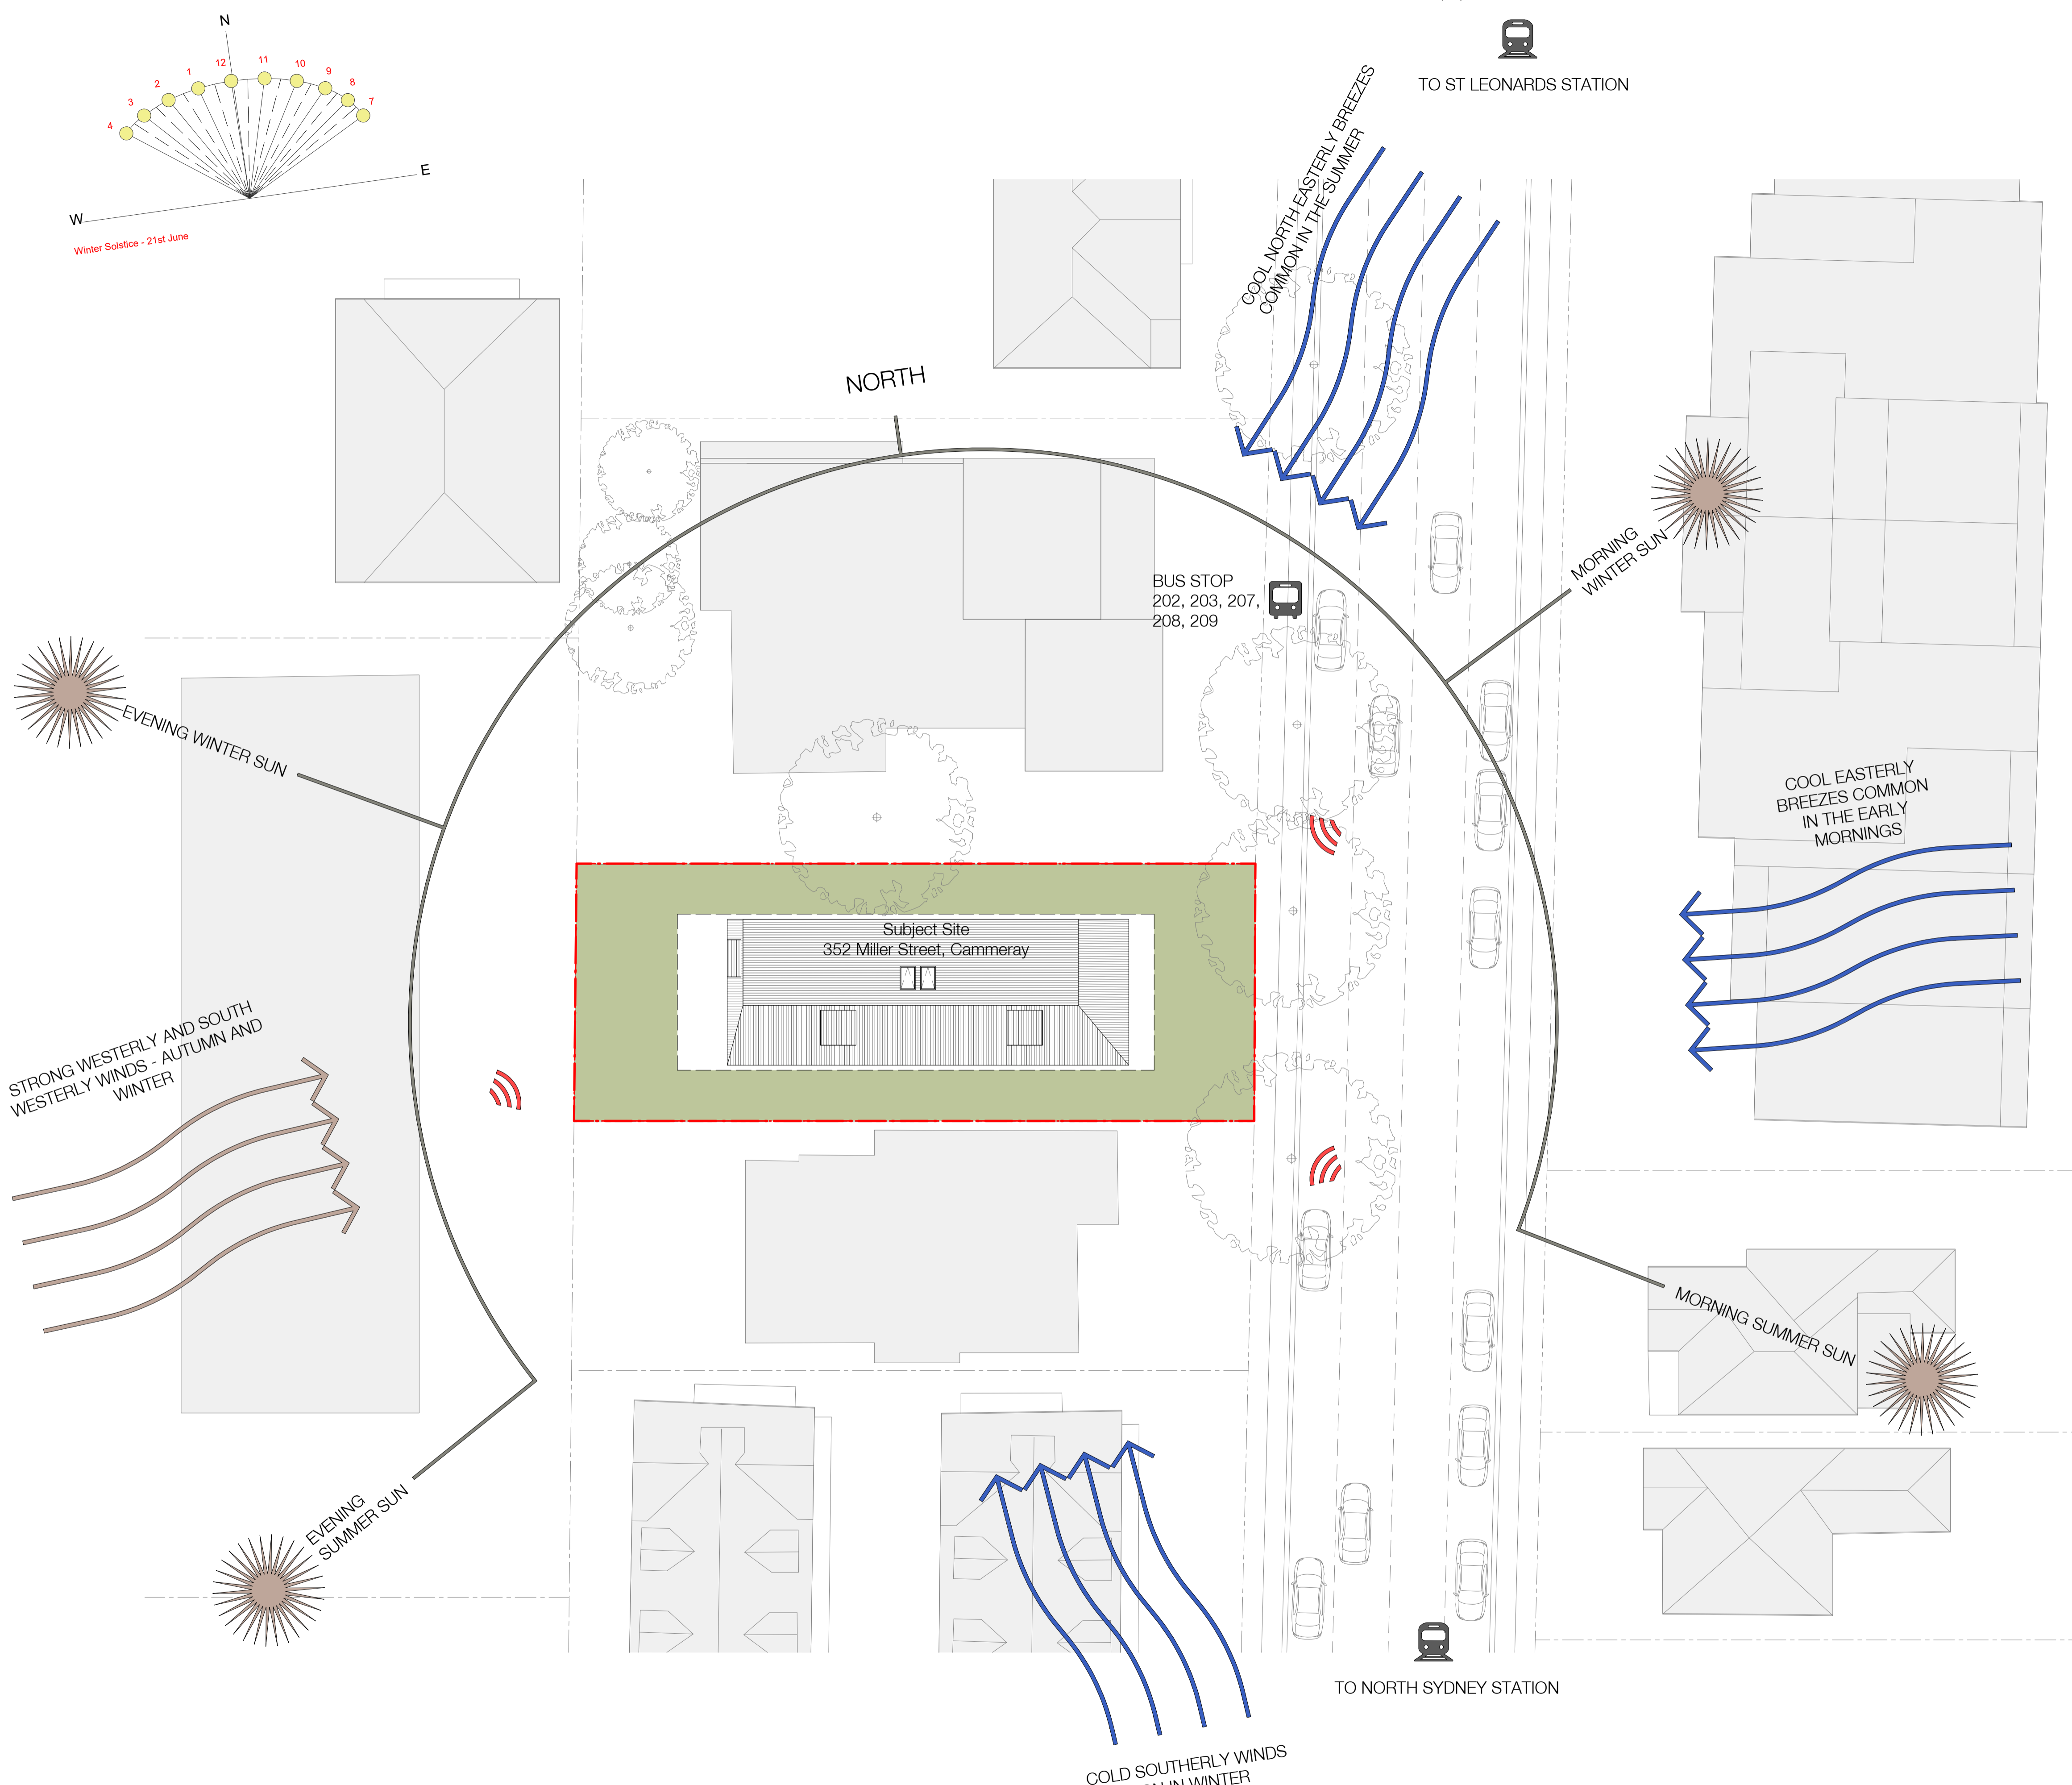 N
12
11
1
10
2
9
3
8
4
7
E
W
Winter Solstice - 21st June
TO ST LEONARDS STATION
COOL NORTH EASTERLY BREEZES
COMMON IN THE SUMMER
NORTH
MORNING
WINTER SUN
BUS STOP
202, 203, 207,
208, 209
EVENING WINTER SUN
COOL EASTERLY
BREEZES COMMON
IN THE EARLY
MORNINGS
Subject Site
352 Miller Street, Cammeray
STRONG WESTERLY AND SOUTH
WESTERLY WINDS - AUTUMN AND
WINTER
MORNING SUMMER SUN
EVENING
SUMMER SUN
TO NORTH SYDNEY STATION
COLD SOUTHERLY WINDS
IN WINTER